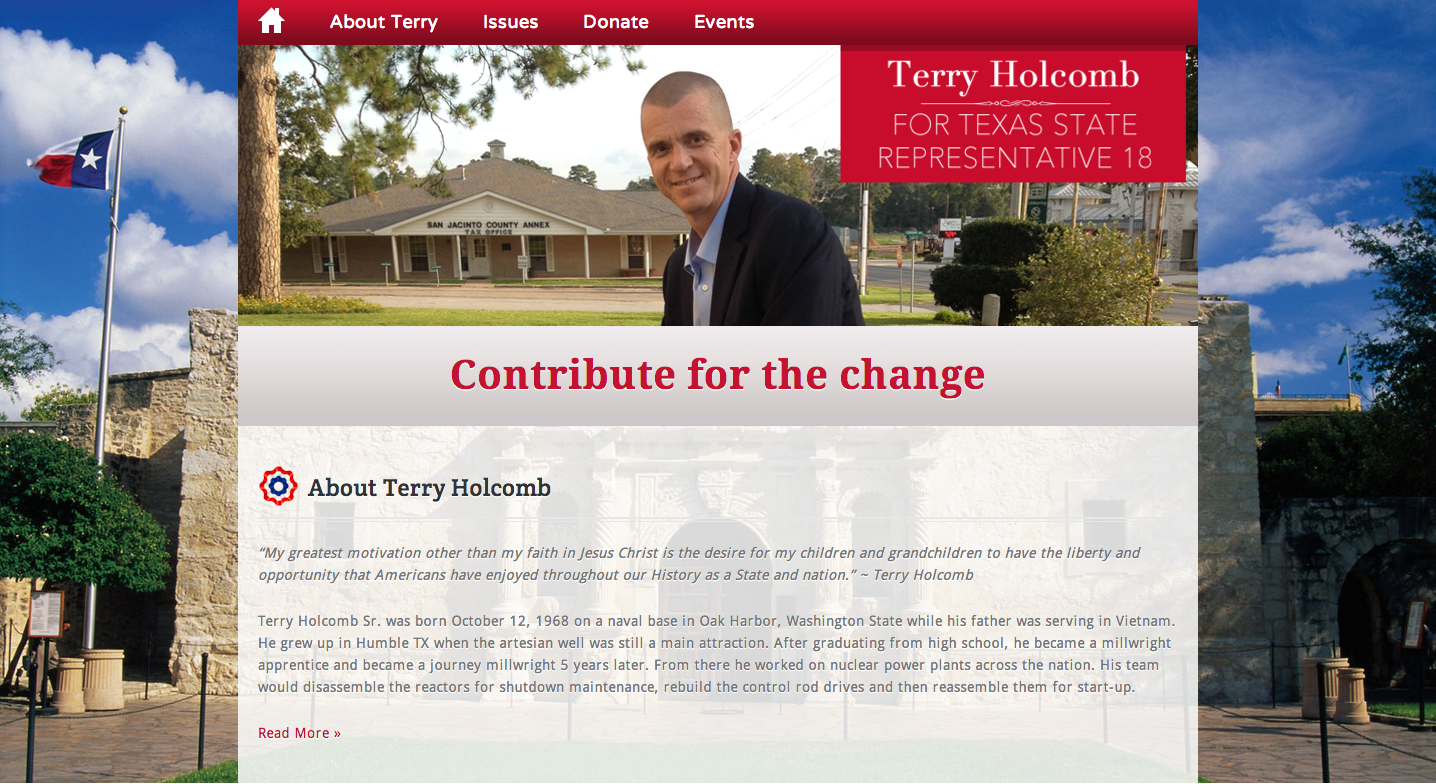 About Terry Issues Donate Events
Terry Holcomb
FOR TEXAS STATE
REPRESENTATIVE 18
SAN JACINTO COUNTY ANNEX
TAX OFFICE
Contribute for the change
About Terry Holcomb
“My greatest motivation other than my faith in Jesus Christ is the desire for my children and grandchildren to have the liberty and
opportunity that Americans have enjoyed throughout our History as a State and nation.” ~ Terry Holcomb
Terry Holcomb Sr. was born October 12, 1968 on a naval base in Oak Harbor, Washington State while his father was serving in Vietnam.
He grew up in Humble TX when the artesian well was still a main attraction. After graduating from high school, he became a millwright
apprentice and became a journey millwright 5 years later. From there he worked on nuclear power plants across the nation. His team
would disassemble the reactors for shutdown maintenance, rebuild the control rod drives and then reassemble them for start-up.
Read More »